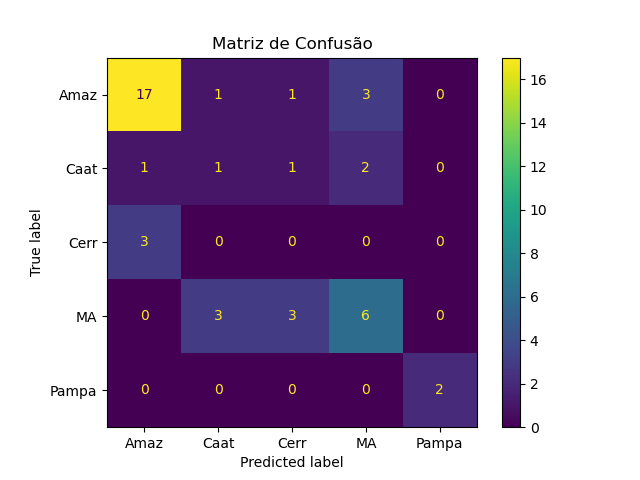 Matriz de Confusão
True label
Amaz 17 1 1 3 0
Caat 1 1 1 2 0
Cerr 3 0 0 0 0
MA 0 3 3 6 0
Pampa 0 0 0 0 2
Amaz Caat Cerr MA Pampa
Predicted label
16
14
12
10
8
6
4
2
0